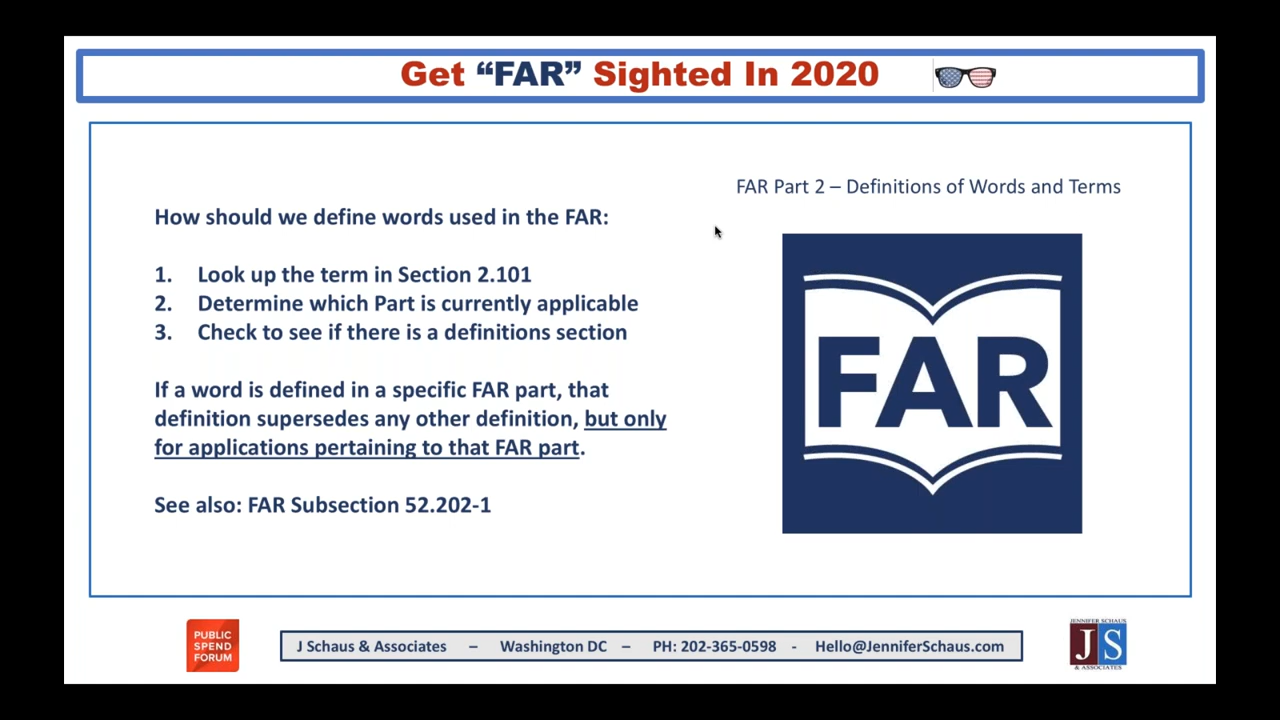 Get “FAR” Sighted In 2020
FAR Part 2 – Definitions of Words and Terms
How should we define words used in the FAR:
1. Look up the term in Section 2.101
2. Determine which Part is currently applicable
3. Check to see if there is a definitions section
If a word is defined in a specific FAR part, that
definition supersedes any other definition, but only
for applications pertaining to that FAR part.
See also: FAR Subsection 52.202-1
FAR
PUBLIC
SPEND
FORUM
J Schaus & Associates – Washington DC – PH: 202-365-0598 - Hello@JenniferSchaus.com
JENNIFER SCHAUS
JS
& ASSOCIATES